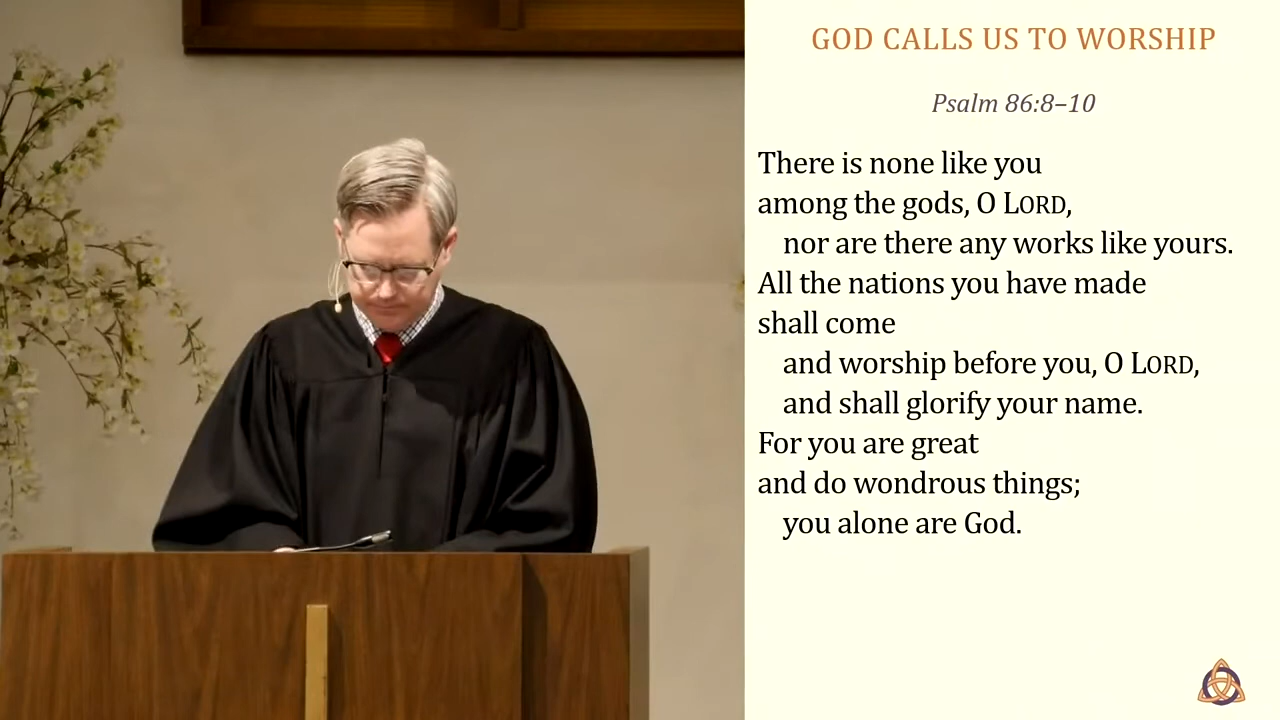 GOD CALLS US TO WORSHIP
Psalm 86:8–10
There is none like you
among the gods, O LORD,
nor are there any works like yours.
All the nations you have made
shall come
and worship before you, O LORD,
and shall glorify your name.
For you are great
and do wondrous things;
you alone are God.